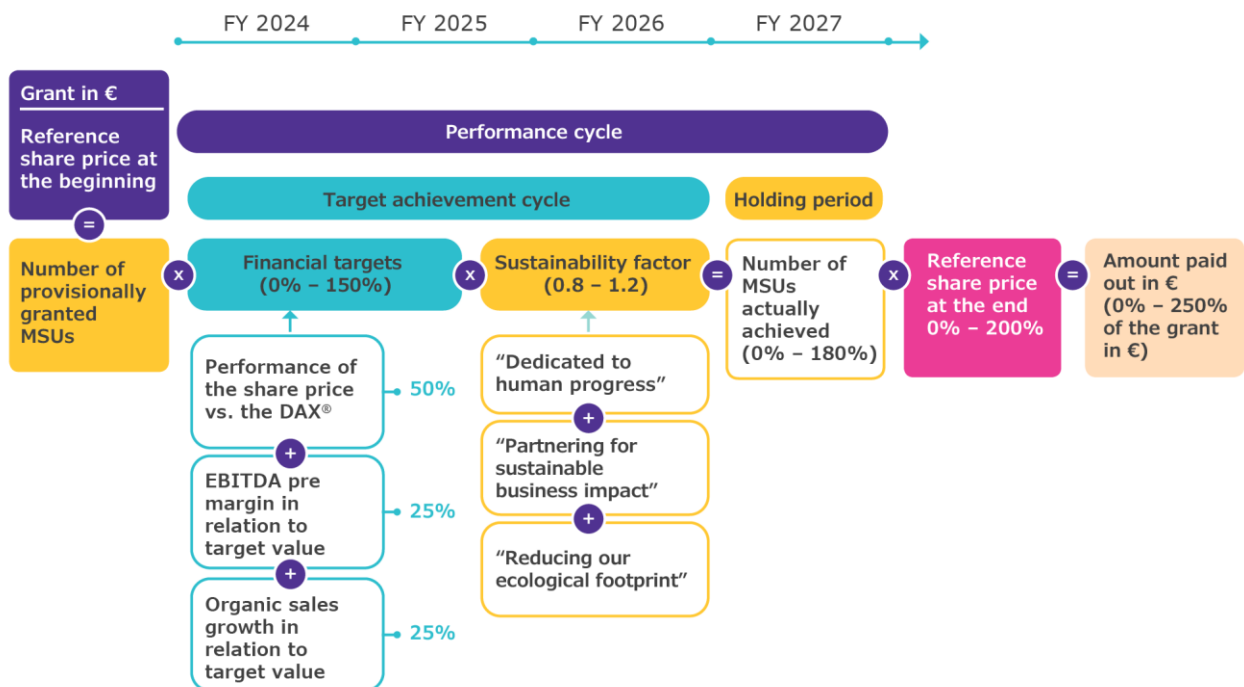 FY 2024
FY 2025
FY 2026
FY 2027
Grant in €
Reference
share price at
the beginning
=
Number of
provisionally
granted
MSUs
Performance cycle
Target achievement cycle
Holding period
x
Financial targets
(0% – 150%)
x
Sustainability factor
(0.8 – 1.2)
=
Number of
MSUs
actually
achieved
(0% – 180%)
x
Reference
share price
at the end
0% – 200%
=
Amount paid
out in €
(0% – 250%
of the grant
in €)
Performance of
the share price
vs. the DAX®
50%
+
EBITDA pre
margin in
relation to
target value
25%
+
Organic sales
growth in
relation to
target value
25%
“Dedicated to
human progress”
+
“Partnering for
sustainable
business impact”
+
“Reducing our
ecological footprint”